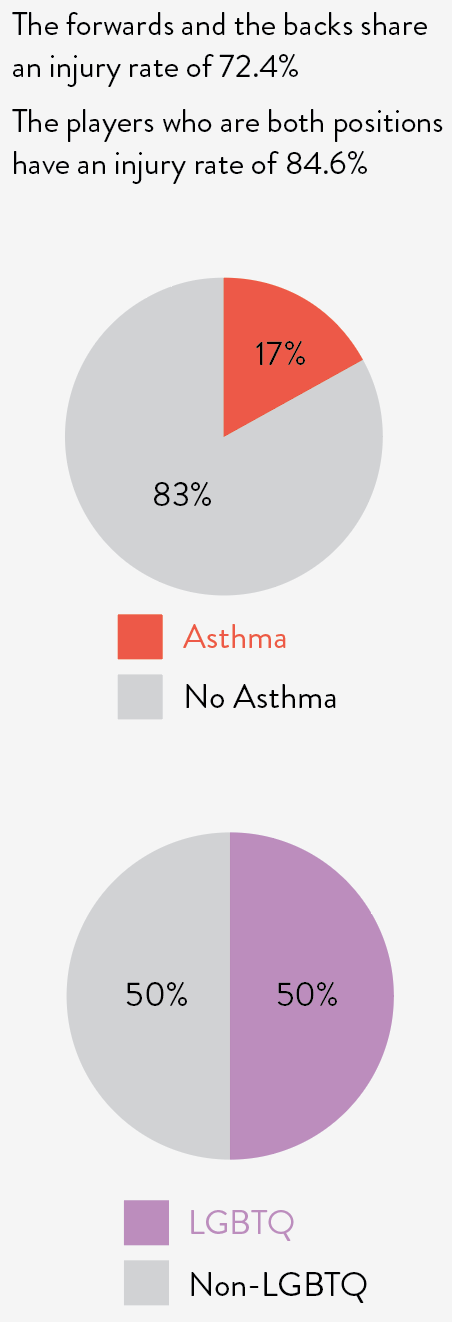 The forwards and the backs share
an injury rate of 72.4%
The players who are both positions
have an injury rate of 84.6%
17%
83%
Asthma
No Asthma
50% 50%
LGBTQ
Non-LGBTQ